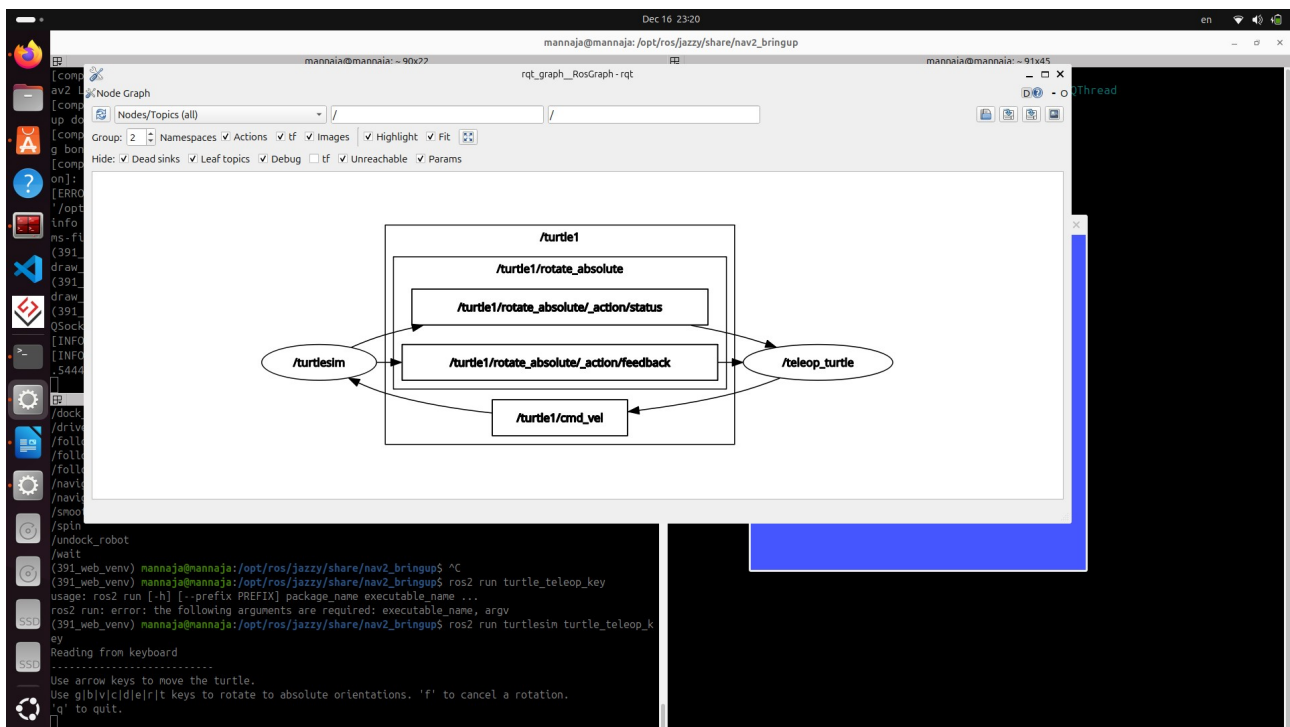 Dec 16 23:20
en
mannaja@mannaja: /opt/ros/jazzy/share/nav2_bringup
mannaja@mannaja: ~ 90x22
mannaja@mannaja: ~ 91x45
rqt_graph__RosGraph - rqt
Node Graph
D - O
Nodes/Topics (all)
/
/
Group: 2 Namespaces Actions tf Images Highlight Fit
Hide: Dead sinks Leaf topics Debug tf Unreachable Params
/turtle1
/turtle1/rotate_absolute
/turtle1/rotate_absolute/_action/status
/turtlesim
/turtle1/rotate_absolute/_action/feedback
/teleop_turtle
/turtle1/cmd_vel
[comp
av2 L
[comp
up do
[comp
g bon
[comp
on]:
[ERRO
'/opt
info
ms-fi
(391_
draw_
(391_
draw_
(391_
QSock
[INFO
[INFO
.5444
QThread
/dock_
/drive
/follo
/follo
/follo
/navig
/navig
/smoot
/spin
/undock_robot
/wait
(391_web_venv) mannaja@mannaja:/opt/ros/jazzy/share/nav2_bringup$ ^C
(391_web_venv) mannaja@mannaja:/opt/ros/jazzy/share/nav2_bringup$ ros2 run turtle_teleop_key
usage: ros2 run [-h] [--prefix PREFIX] package_name executable_name ...
ros2 run: error: the following arguments are required: executable_name, argv
(391_web_venv) mannaja@mannaja:/opt/ros/jazzy/share/nav2_bringup$ ros2 run turtlesim turtle_teleop_k
ey
Reading from keyboard
---------------------------
Use arrow keys to move the turtle.
Use g|b|v|c|d|e|r|t keys to rotate to absolute orientations. 'f' to cancel a rotation.
'q' to quit.
SSD
SSD